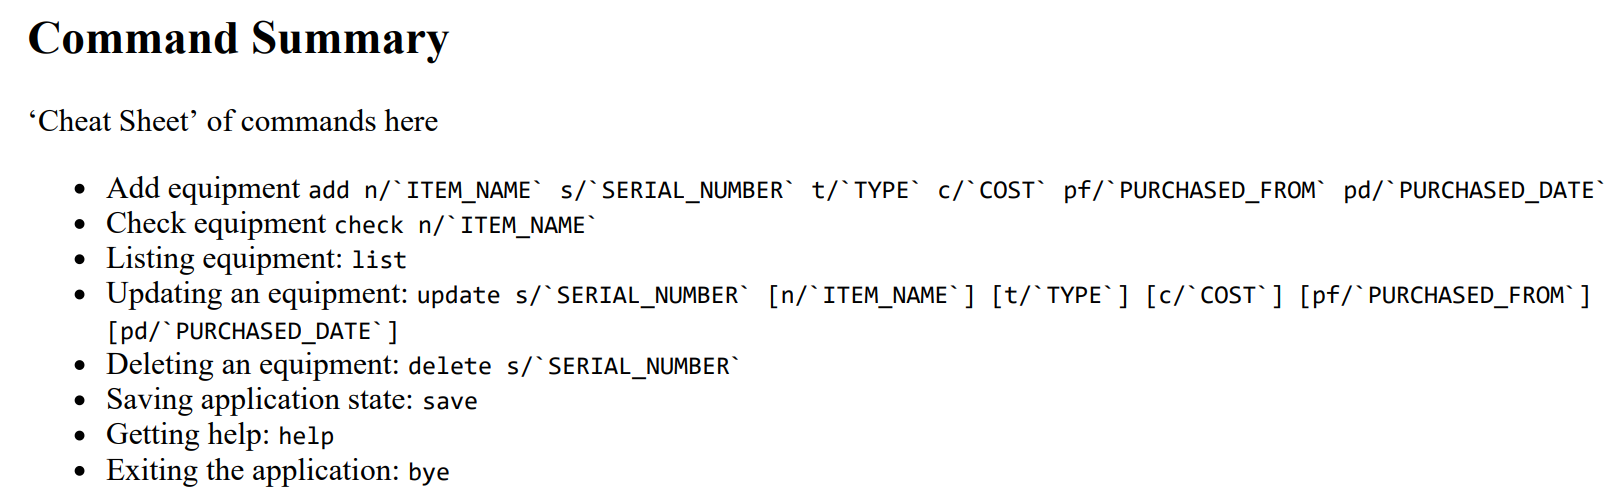 Command Summary
‘Cheat Sheet’ of commands here
• Add equipment add n/`ITEM_NAME` s/`SERIAL_NUMBER` t/`TYPE` c/`COST` pf/`PURCHASED_FROM` pd/`PURCHASED_DATE`
• Check equipment check n/`ITEM_NAME`
• Listing equipment: list
• Updating an equipment: update s/`SERIAL_NUMBER` [n/`ITEM_NAME`] [t/`TYPE`] [c/`COST`] [pf/`PURCHASED_FROM`]
[pd/`PURCHASED_DATE`]
• Deleting an equipment: delete s/`SERIAL_NUMBER`
• Saving application state: save
• Getting help: help
• Exiting the application: bye